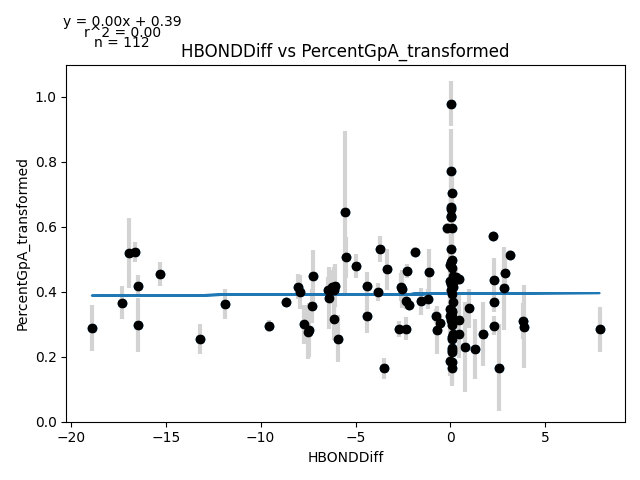 y = 0.00x + 0.39
r^2 = 0.00
n = 112
HBONDDiff vs PercentGpA_transformed
PercentGpA_transformed
1.0
0.8
0.6
0.4
0.2
0.0
−20 −15 −10 −5 0 5
HBONDDiff